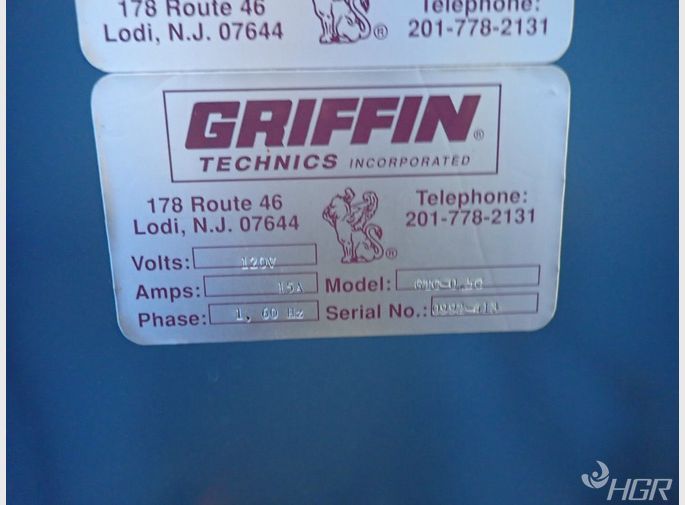 178 Route 46
Lodi, N.J. 07644
®
Telephone:
201-778-2131
GRIFFIN®
TECHNICS INCORPORATED
178 Route 46
Lodi, N.J. 07644
®
Telephone:
201-778-2131
Volts: 120V
Amps: 15A
Model:
Phase: 1, 60 Hz
Serial No.:
HGR